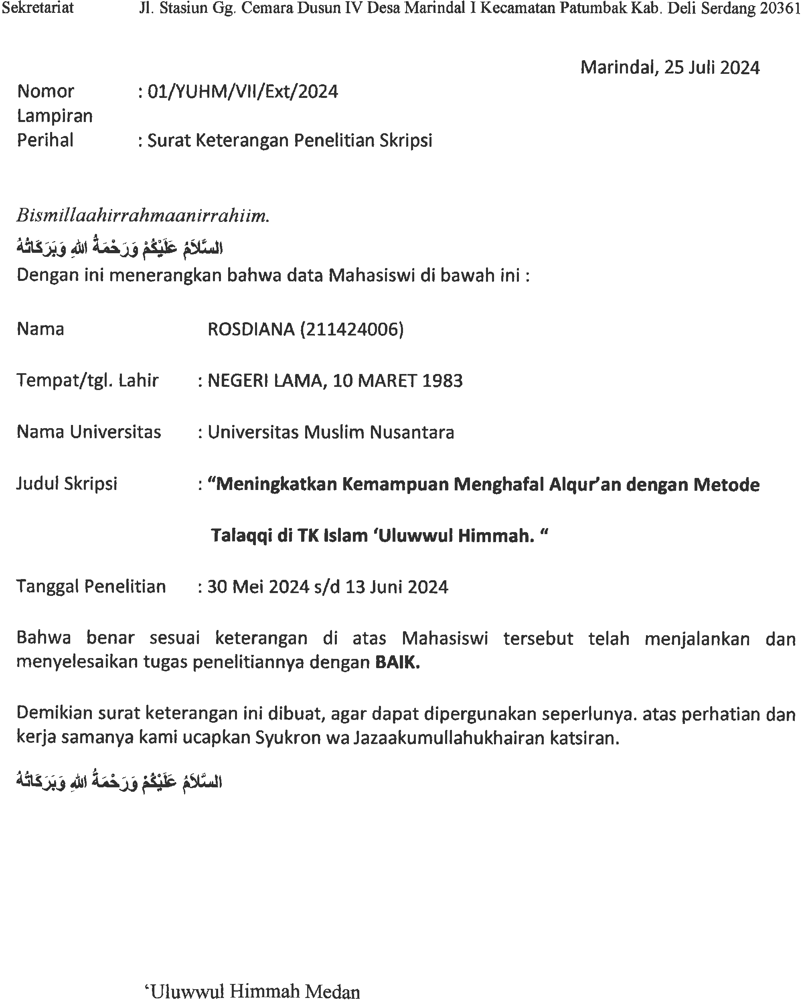 Sekretariat Jl. Stasiun Gg. Cemara Dusun IV Desa Marindal I Kecamatan Patumbak Kab. Deli Serdang 20361
Marindal, 25 Juli 2024
Nomor : 01/YUHM/VII/Ext/2024
Lampiran
Perihal : Surat Keterangan Penelitian Skripsi
Bismillaahirrahmaanirrahiim.
السَّلاَمُ عَلَيْكُمْ وَرَحْمَةُ اللهِ وَبَرَكَاتُهُ
Dengan ini menerangkan bahwa data Mahasiswi di bawah ini :
Nama ROSDIANA (211424006)
Tempat/tgl. Lahir : NEGERI LAMA, 10 MARET 1983
Nama Universitas : Universitas Muslim Nusantara
Judul Skripsi : “Meningkatkan Kemampuan Menghafal Alqur’an dengan Metode
Talaqqi di TK Islam ‘Uluwwul Himmah. “
Tanggal Penelitian : 30 Mei 2024 s/d 13 Juni 2024
Bahwa benar sesuai keterangan di atas Mahasiswi tersebut telah menjalankan dan
menyelesaikan tugas penelitiannya dengan BAIK.
Demikian surat keterangan ini dibuat, agar dapat dipergunakan seperlunya. atas perhatian dan
kerja samanya kami ucapkan Syukron wa Jazaakumullahukhairan katsiran.
السَّلاَمُ عَلَيْكُمْ وَرَحْمَةُ اللهِ وَبَرَكَاتُهُ
‘Uluwwul Himmah Medan